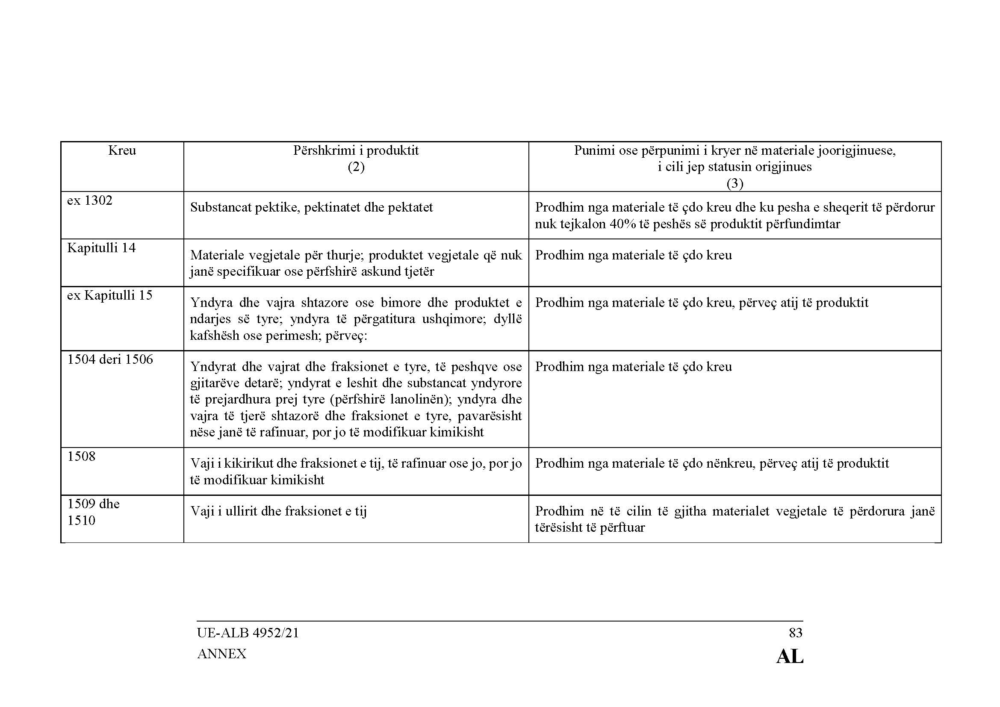 Kreu
Përshkrimi i produktit
(2)
Punimi ose përpunimi i kryer në materiale joorigjinuese,
i cili jep statusin origjinues
(3)
ex 1302
Substancat pektike, pektinatet dhe pektatet
Prodhim nga materiale të çdo kreu dhe ku pesha e sheqerit të përdorur
nuk tejkalon 40% të peshës së produktit përfundimtar
Kapitulli 14
Materiale vegjetale për thurje; produktet vegjetale që nuk
janë specifikuar ose përfshirë askund tjetër
Prodhim nga materiale të çdo kreu
ex Kapitulli 15
Yndyra dhe vajra shtazore ose bimore dhe produktet e
ndarjes së tyre; yndyra të përgatitura ushqimore; dyllë
kafshësh ose perimesh; përveç:
Prodhim nga materiale të çdo kreu, përveç atij të produktit
1504 deri 1506
Yndyrat dhe vajrat dhe fraksionet e tyre, të peshqve ose
gjitarëve detarë; yndyrat e leshit dhe substancat yndyrore
të prejardhura prej tyre (përfshirë lanolinën); yndyra dhe
vajra të tjerë shtazorë dhe fraksionet e tyre, pavarësisht
nëse janë të rafinuar, por jo të modifikuar kimikisht
Prodhim nga materiale të çdo kreu
1508
Vaji i kikirikut dhe fraksionet e tij, të rafinuar ose jo, por jo
të modifikuar kimikisht
Prodhim nga materiale të çdo nënkreu, përveç atij të produktit
1509 dhe
1510
Vaji i ullirit dhe fraksionet e tij
Prodhim në të cilin të gjitha materialet vegjetale të përdorura janë
tërësisht të përftuar
UE-ALB 4952/21
83
ANNEX
AL